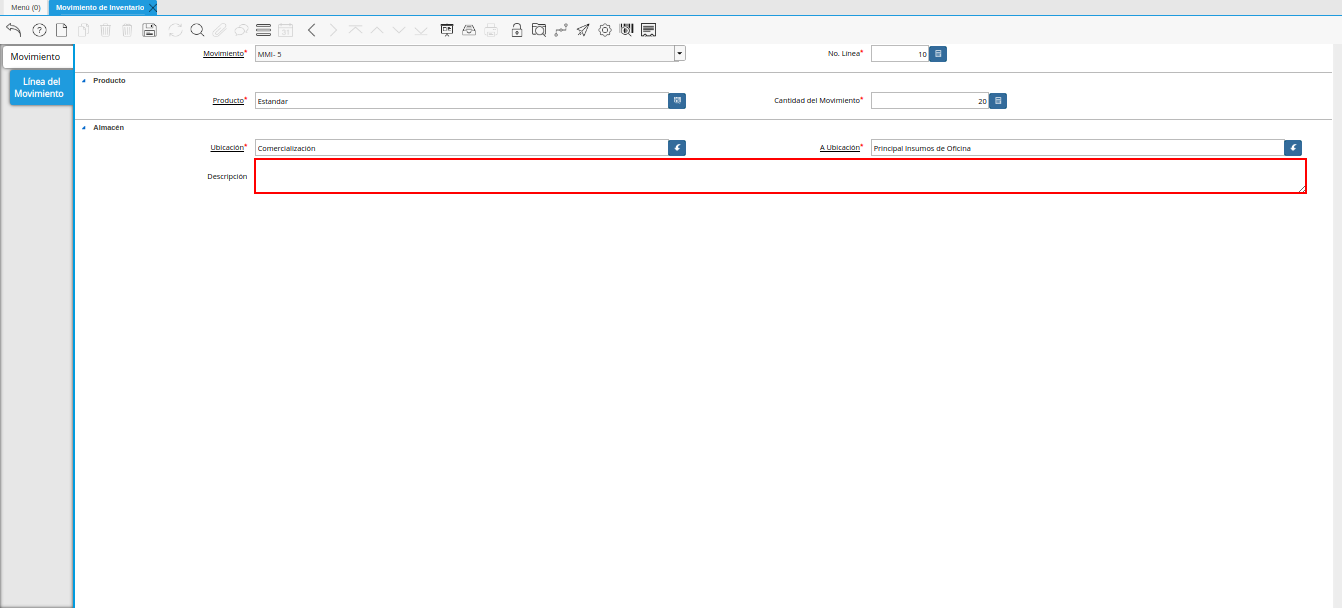 Menú (0) Movimiento de Inventario
Movimiento
Línea del
Movimiento
Movimiento* MMI- 5 No. Línea* 10
Producto
Producto* Estandar Cantidad del Movimiento* 20
Almacén
Ubicación* Comercialización A Ubicación* Principal Insumos de Oficina
Descripción